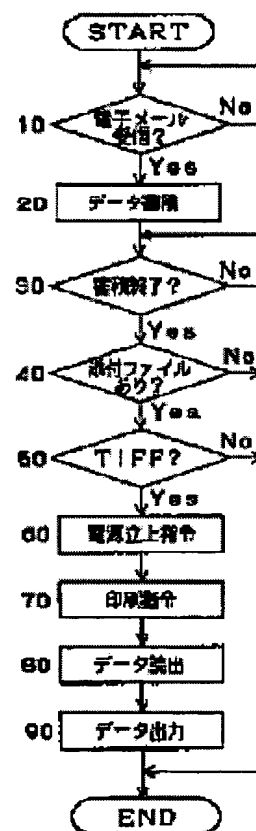 START
10
電子メール
受信?
No
Yes
20
データ蓄積
30
蓄積終了?
No
Yes
40
添付ファイル
あり?
No
Yes
50
TIFF?
No
Yes
60
電源立上指令
70
印刷指令
80
データ読出
90
データ出力
END